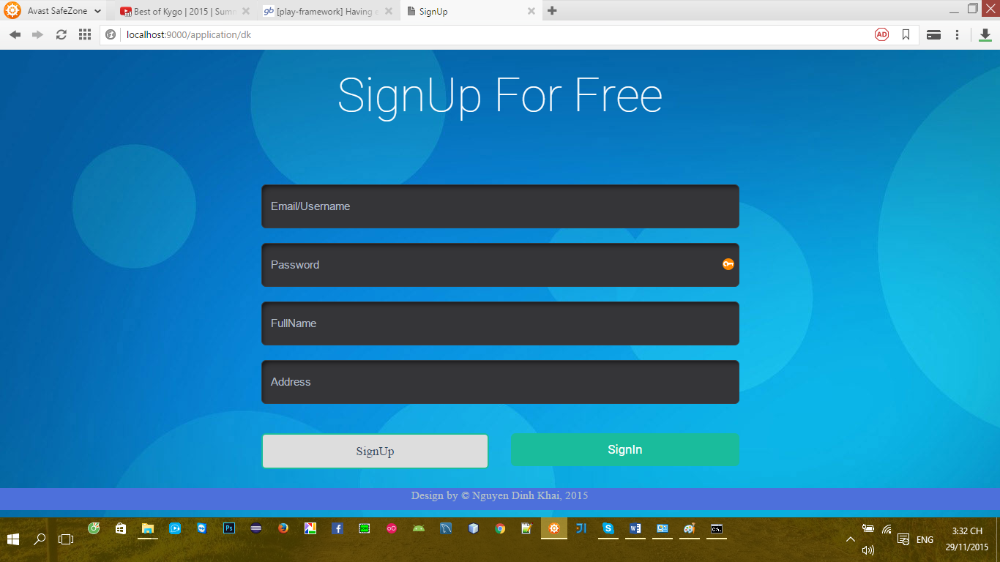 Avast SafeZone
Best of Kygo | 2015 | Sum
[play-framework] Having e
SignUp
localhost:9000/application/dk
AD
SignUp For Free
Email/Username
Password
FullName
Address
SignUp
SignIn
Design by © Nguyen Dinh Khai, 2015
3:32 CH
ENG
29/11/2015